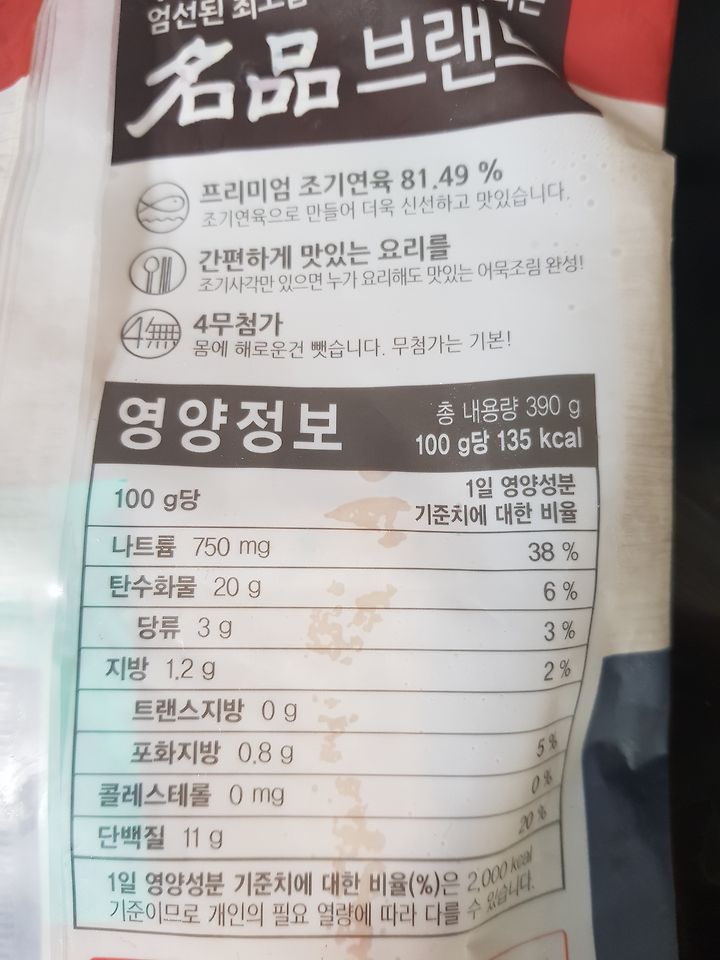 엄선된
名品 브랜드
프리미엄 조기연육 81.49 %
조기연육으로 만들어 더욱 신선하고 맛있습니다.
간편하게 맛있는 요리를
조기사각만 있으면 누가 요리해도 맛있는 어묵조림 완성!
4無
4무첨가
몸에 해로운건 뺏습니다. 무첨가는 기본!
영양정보
총 내용량 390 g
100 g당 135 kcal
100 g당
1일 영양성분
기준치에 대한 비율
나트륨 750 mg 38 %
탄수화물 20 g 6 %
당류 3 g 3 %
지방 1.2 g 2 %
트랜스지방 0 g
포화지방 0.8 g 5 %
콜레스테롤 0 mg 0 %
단백질 11 g 20 %
1일 영양성분 기준치에 대한 비율(%)은 2,000 kcal
기준이므로 개인의 필요 열량에 따라 다를 수 있습니다.